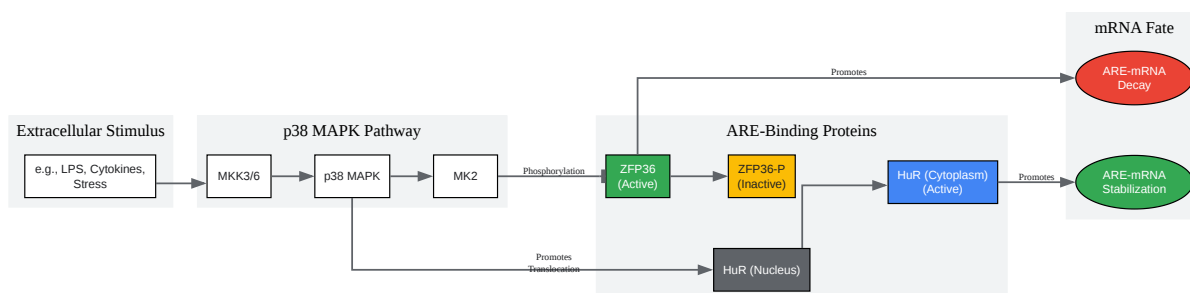 mRNA Fate
ARE-mRNA
Decay
Promotes
Extracellular Stimulus
p38 MAPK Pathway
ARE-Binding Proteins
e.g., LPS, Cytokines,
Stress
MKK3/6
p38 MAPK
MK2
Phosphorylation
ZFP36
(Active)
ZFP36-P
(Inactive)
HuR (Cytoplasm)
(Active)
Promotes
ARE-mRNA
Stabilization
Promotes
Translocation
HuR (Nucleus)